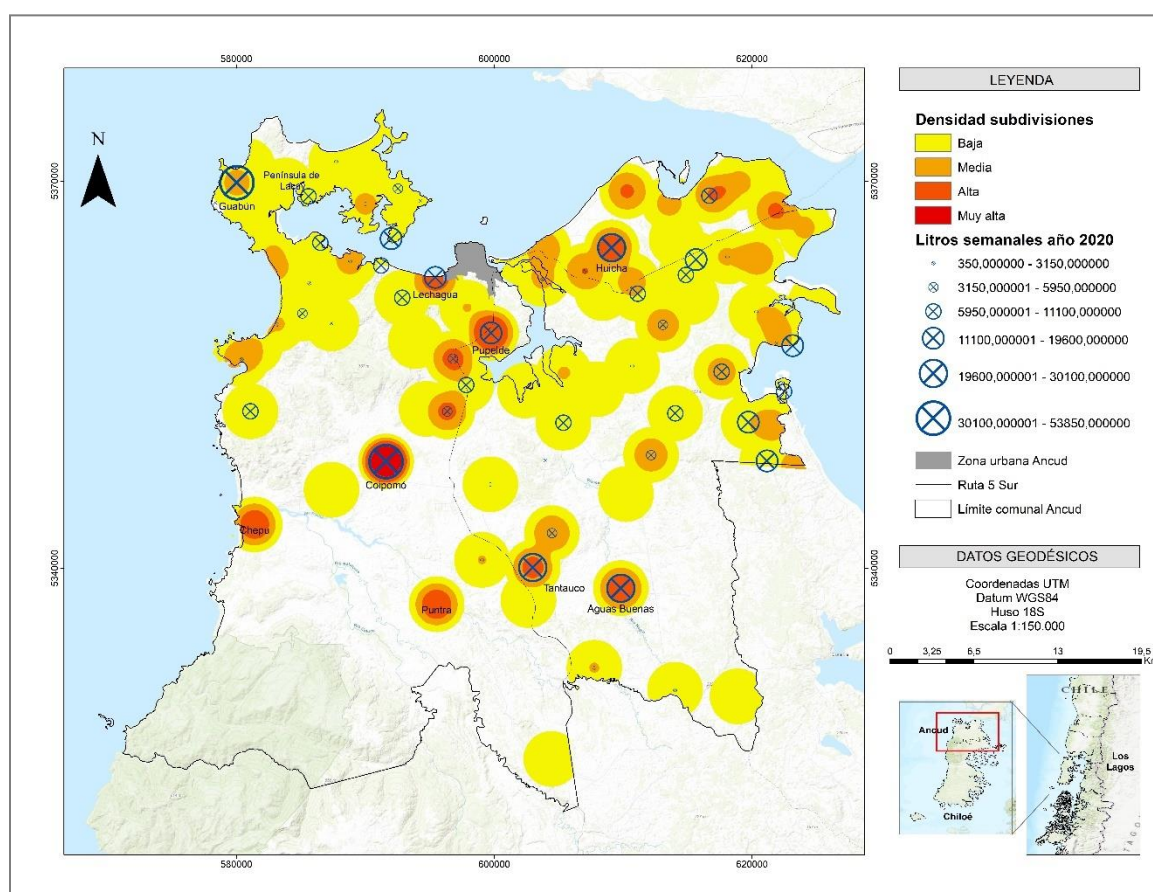 580000
600000
620000
N
5370000
5370000
Península de
Lacuy
Guabún
Huicha
Lechagua
Pupelde
Coipomó
Chepu
5340000
5340000
Tantauco
Puntra
Aguas Buenas
580000
600000
620000
LEYENDA
Densidad subdivisiones
Baja
Media
Alta
Muy alta
Litros semanales año 2020
350,000000 - 3150,000000
3150,000001 - 5950,000000
5950,000001 - 11100,000000
11100,000001 - 19600,000000
19600,000001 - 30100,000000
30100,000001 - 53850,000000
Zona urbana Ancud
Ruta 5 Sur
Límite comunal Ancud
DATOS GEODÉSICOS
Coordenadas UTM
Datum WGS84
Huso 18S
Escala 1:150.000
0 3,25 6,5 13 19,5
Km
Ancud
Chiloé
CHILE
Los
Lagos